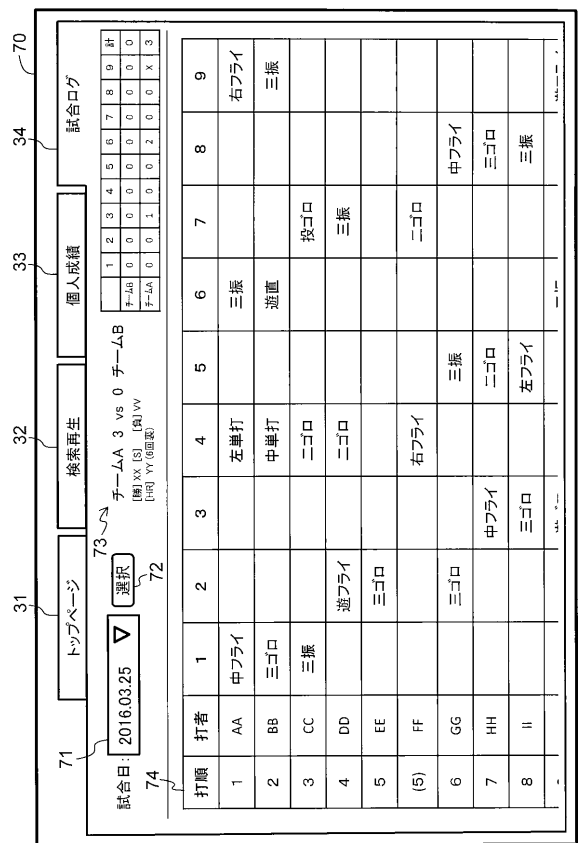 70
31 32 33 34
トップページ 検索再生 個人成績 試合ログ
71 72 73
試合日: 2016.03.25 ▽ 選択
チームA 3 vs 0 チームB
[勝] XX [S] [負] VV
[HR] YY (6回裏)
1 2 3 4 5 6 7 8 9 計
チームB 0 0 0 0 0 0 0 0 0 0
チームA 0 0 1 0 0 2 0 0 X 3
74
打順 打者 1 2 3 4 5 6 7 8 9
1 AA 中フライ 左単打 三振 右フライ
2 BB 三ゴロ 中単打 遊直 三振
3 CC 三振 二ゴロ 投ゴロ
4 DD 遊フライ 二ゴロ 三振
5 EE 三ゴロ
(5) FF 右フライ 二ゴロ
6 GG 三ゴロ 三振 中フライ
7 HH 中フライ 二ゴロ 三ゴロ
8 II 三ゴロ 左フライ 三振